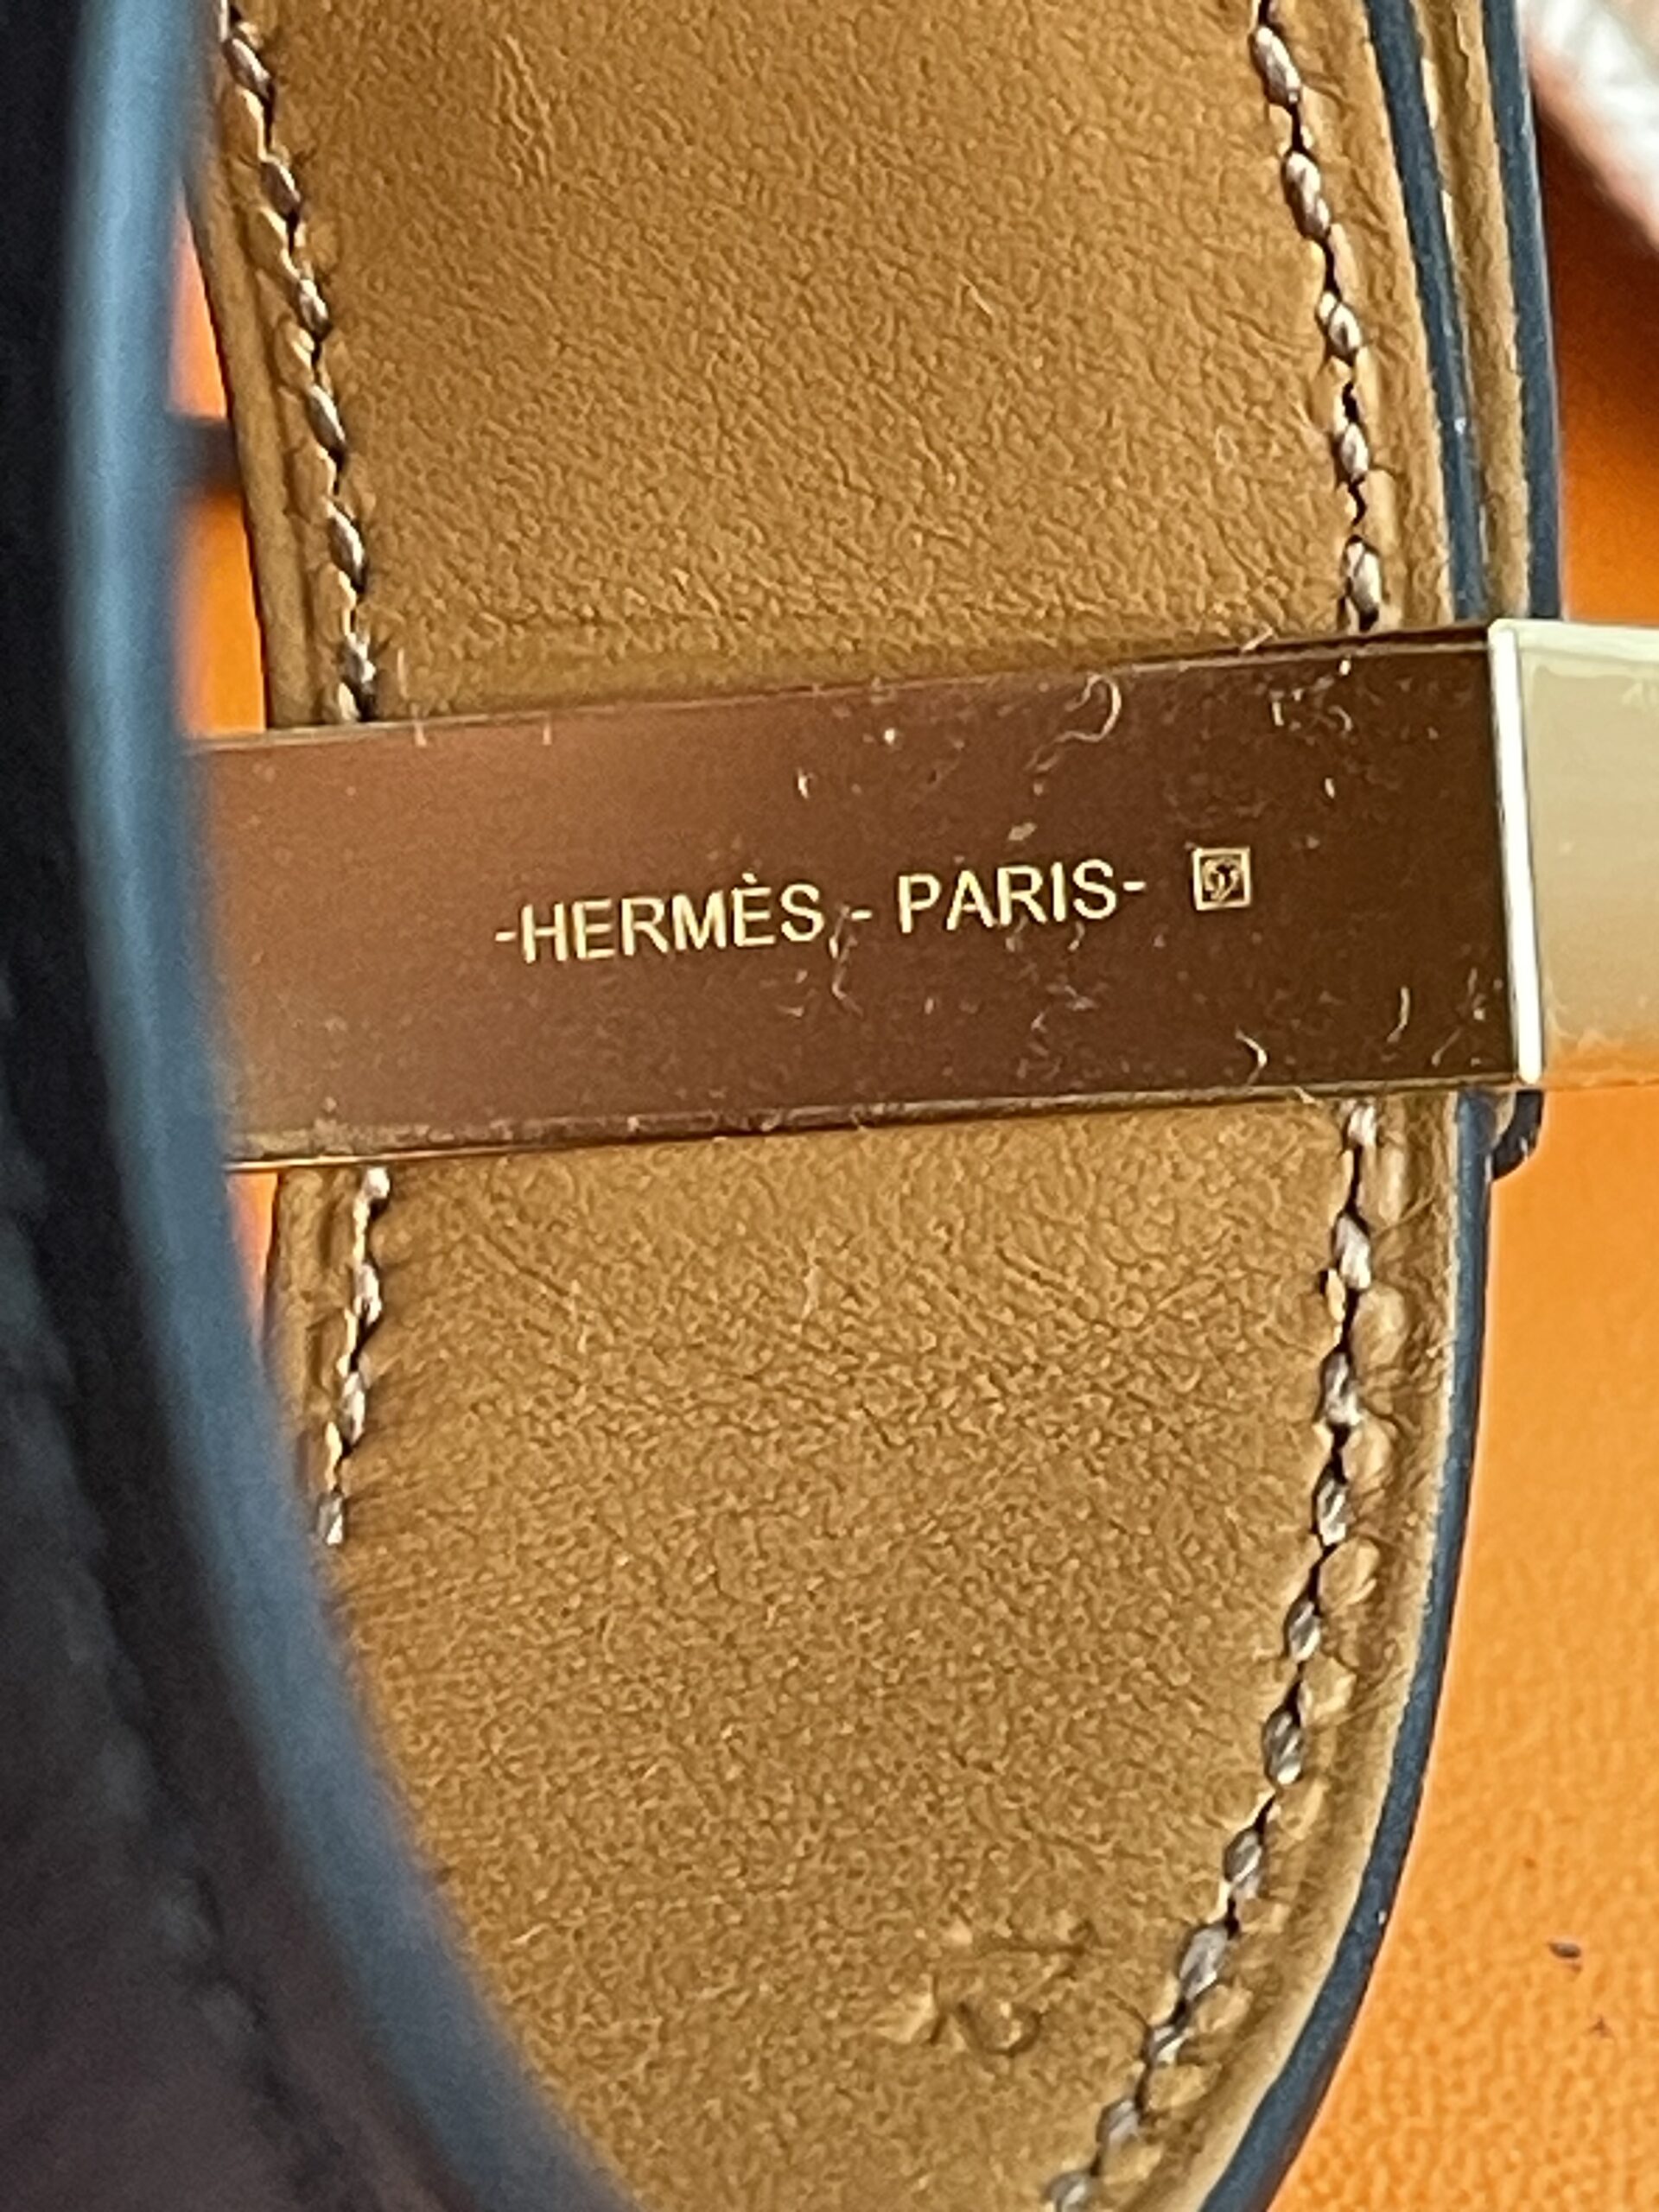 -HERMÈS - PARIS-